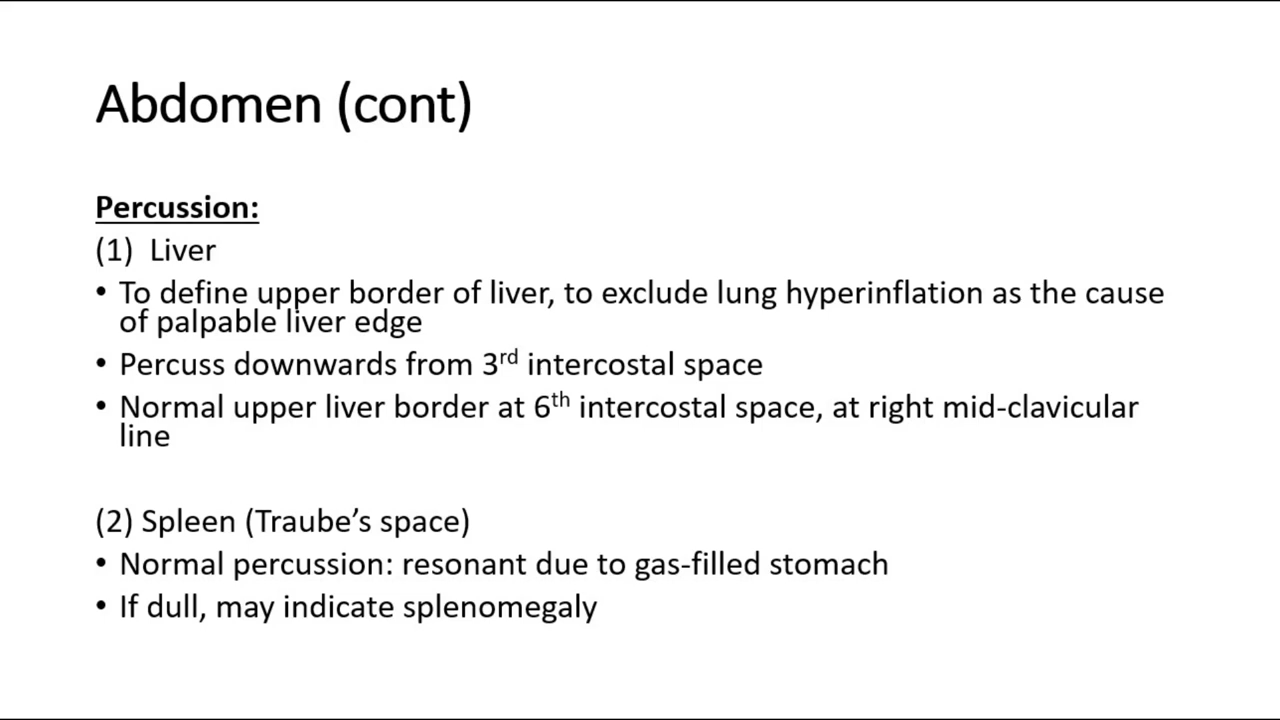 Abdomen (cont)
Percussion:
(1) Liver
• To define upper border of liver, to exclude lung hyperinflation as the cause
of palpable liver edge
• Percuss downwards from 3rd intercostal space
• Normal upper liver border at 6th intercostal space, at right mid-clavicular
line
(2) Spleen (Traube’s space)
• Normal percussion: resonant due to gas-filled stomach
• If dull, may indicate splenomegaly